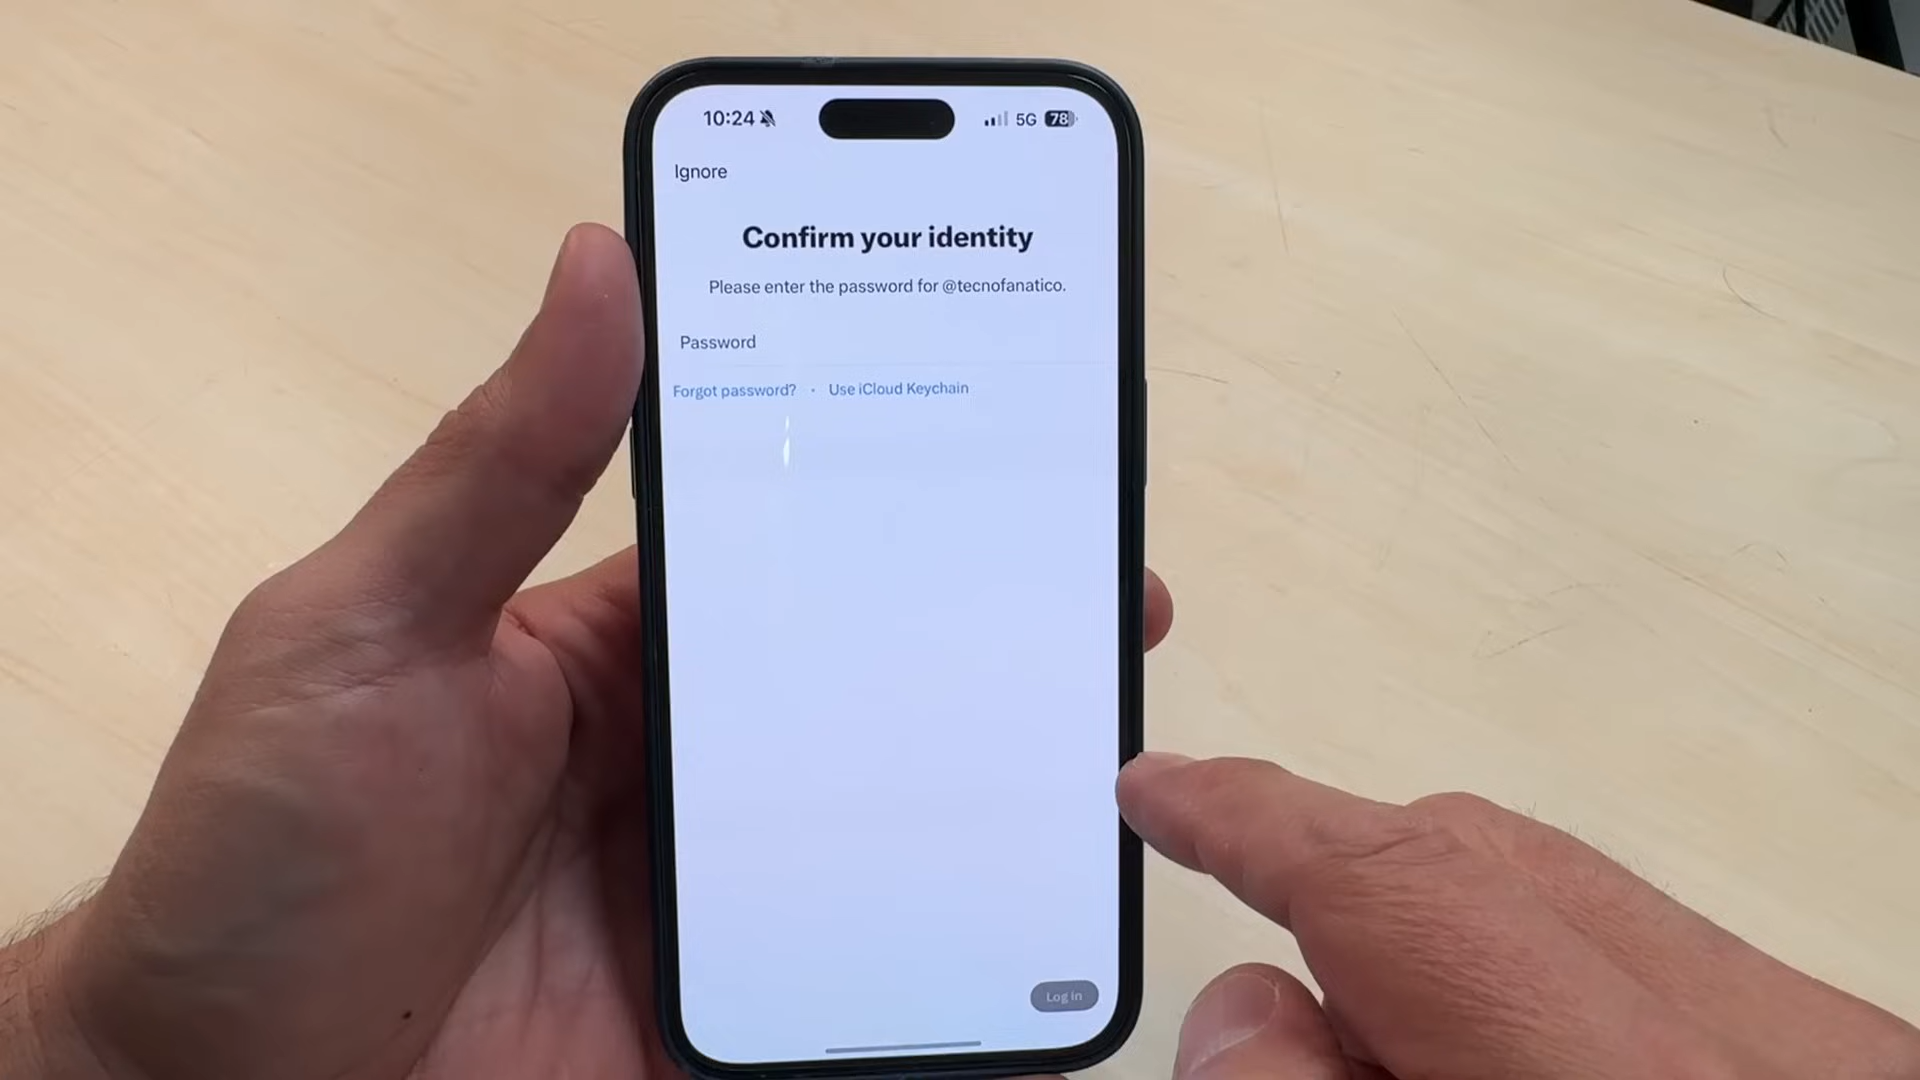 10:24 5G 78
Ignore
Confirm your identity
Please enter the password for @tecnofanatico.
Password
Forgot password? · Use iCloud Keychain
Log in